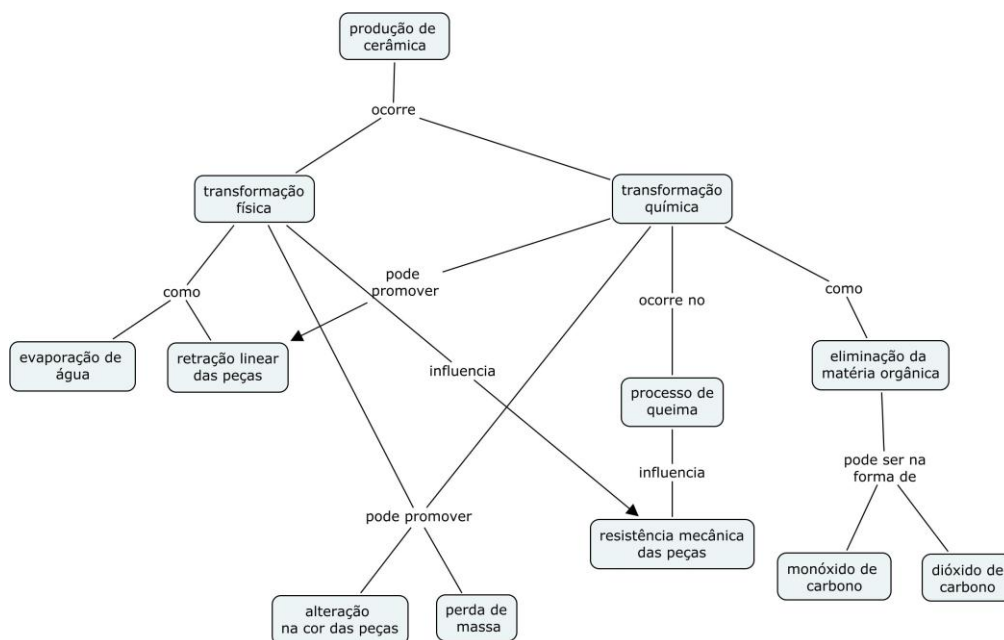 produção de
cerâmica
ocorre
transformação
física
transformação
química
pode
promover
como
ocorre no
como
evaporação de
água
retração linear
das peças
influencia
eliminação da
matéria orgânica
processo de
queima
pode ser na
forma de
influencia
pode promover
resistência mecânica
das peças
monóxido de
carbono
dióxido de
carbono
alteração
na cor das peças
perda de
massa